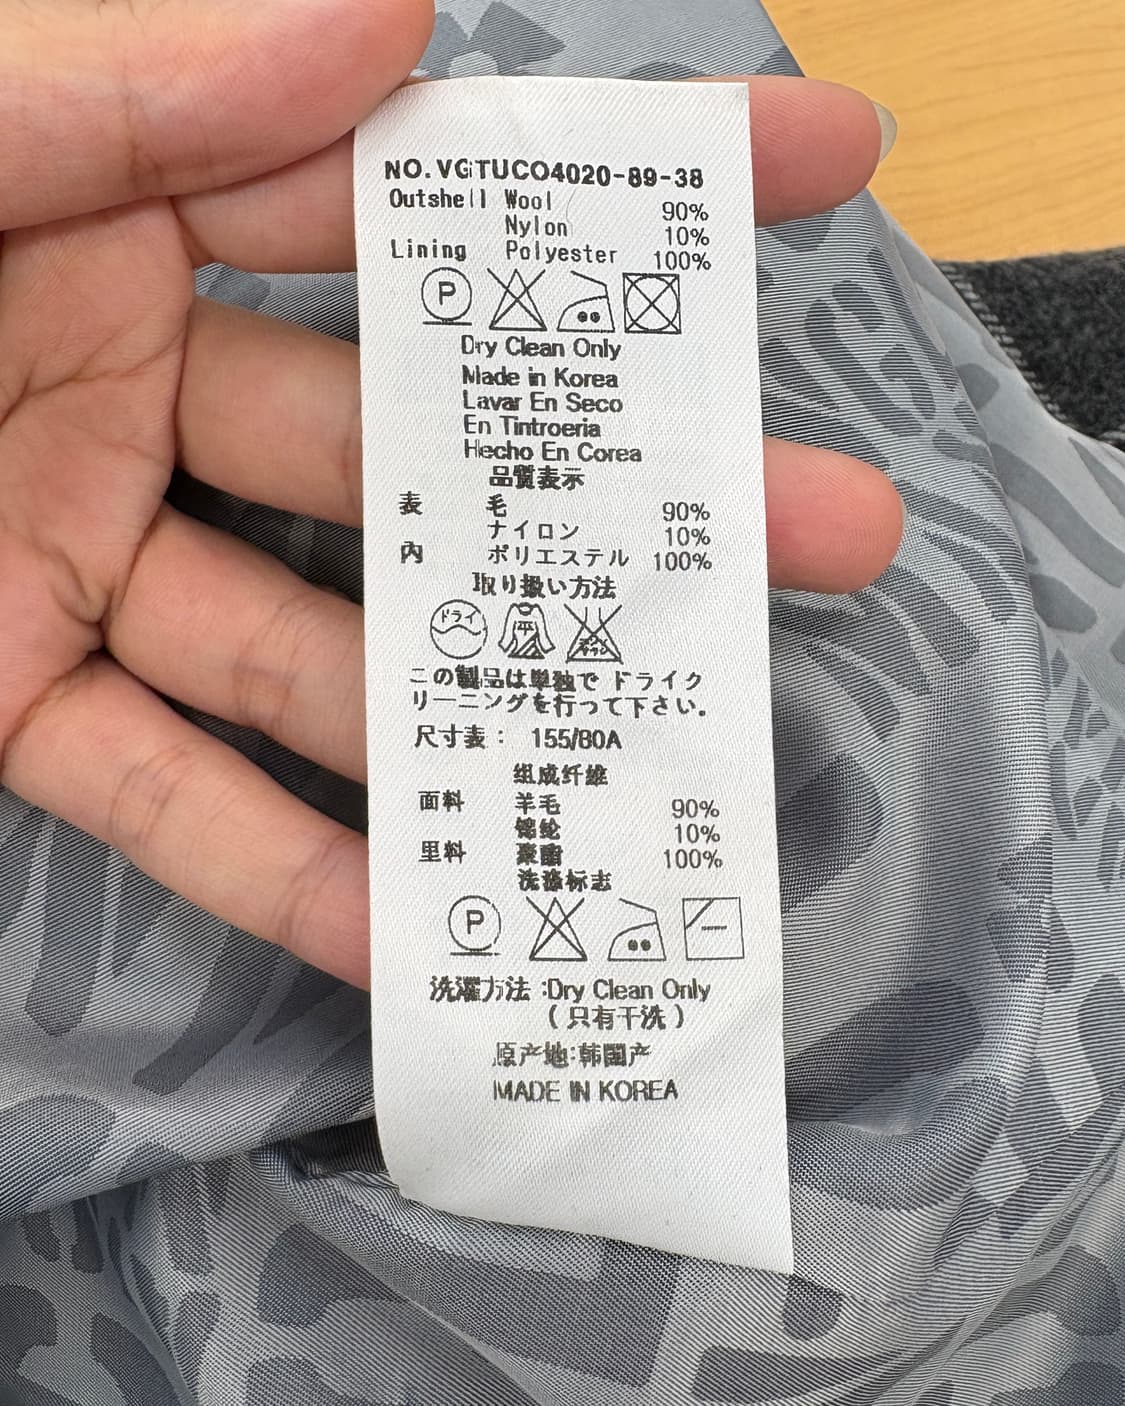 NO. VGTUCO4020-89-38
Outshell Wool 90%
Nylon 10%
Lining Polyester 100%
P
Dry Clean Only
Made in Korea
Lavar En Seco
En Tintroeria
Hecho En Corea
品質表示
表 毛 90%
ナイロン 10%
內 ポリエステル 100%
取り扱い方法
ドライ 平
この製品は単独で ドライク
リーニングを行って下さい。
尺寸表： 155/80A
组成纤维
面料 羊毛 90%
锦纶 10%
里料 聚酯 100%
洗涤标志
P
洗濯方法 :Dry Clean Only
(只有干洗)
原产地:韩国产
MADE IN KOREA